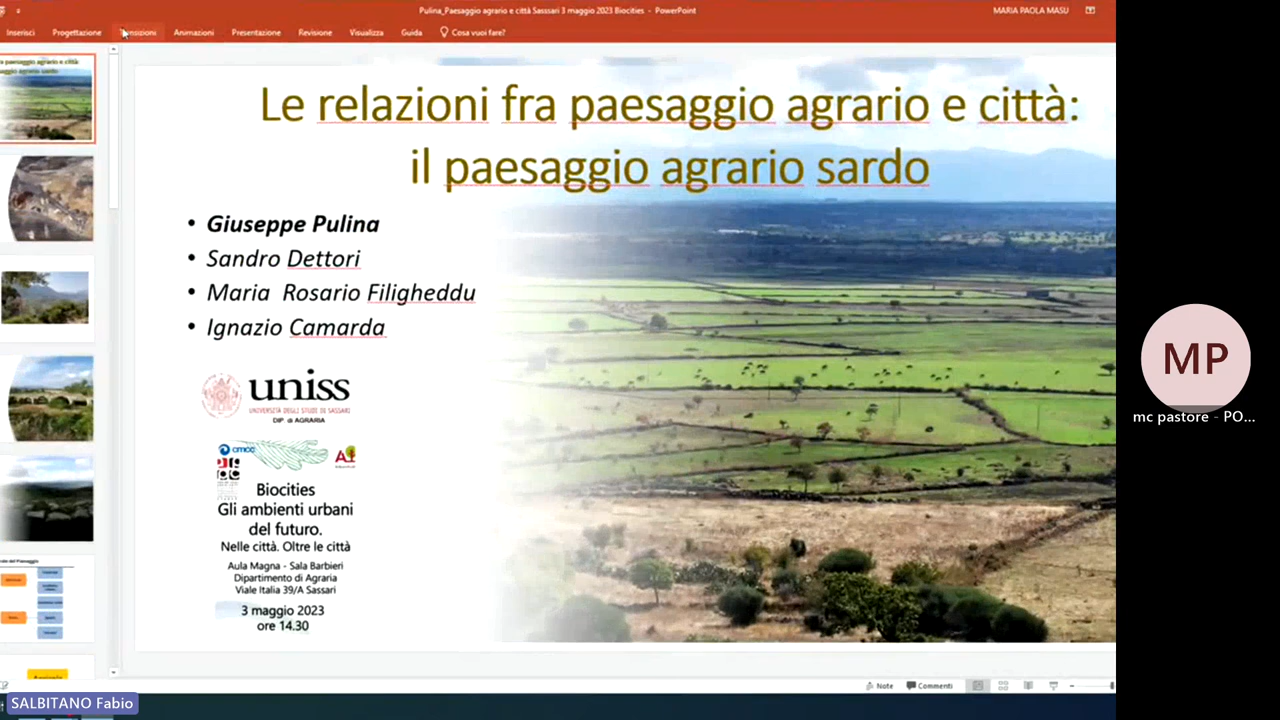 Pulina_Paesaggio agrario e città Sasssari 3 maggio 2023 Biocities - PowerPoint
MARIA PAOLA MASU
Inserisci Progettazione Transizioni Animazioni Presentazione Revisione Visualizza Guida Cosa vuoi fare?
Le relazioni fra paesaggio agrario e città:
il paesaggio agrario sardo
• Giuseppe Pulina
• Sandro Dettori
• Maria Rosario Filigheddu
• Ignazio Camarda
uniss
UNIVERSITÀ DEGLI STUDI DI SASSARI
DIP di AGRARIA
cmcc
Biocities
Gli ambienti urbani
del futuro.
Nelle città. Oltre le città
Aula Magna - Sala Barbieri
Dipartimento di Agraria
Viale Italia 39/A Sassari
3 maggio 2023
ore 14.30
MP
mc pastore - PO...
Note Commenti
SALBITANO Fabio